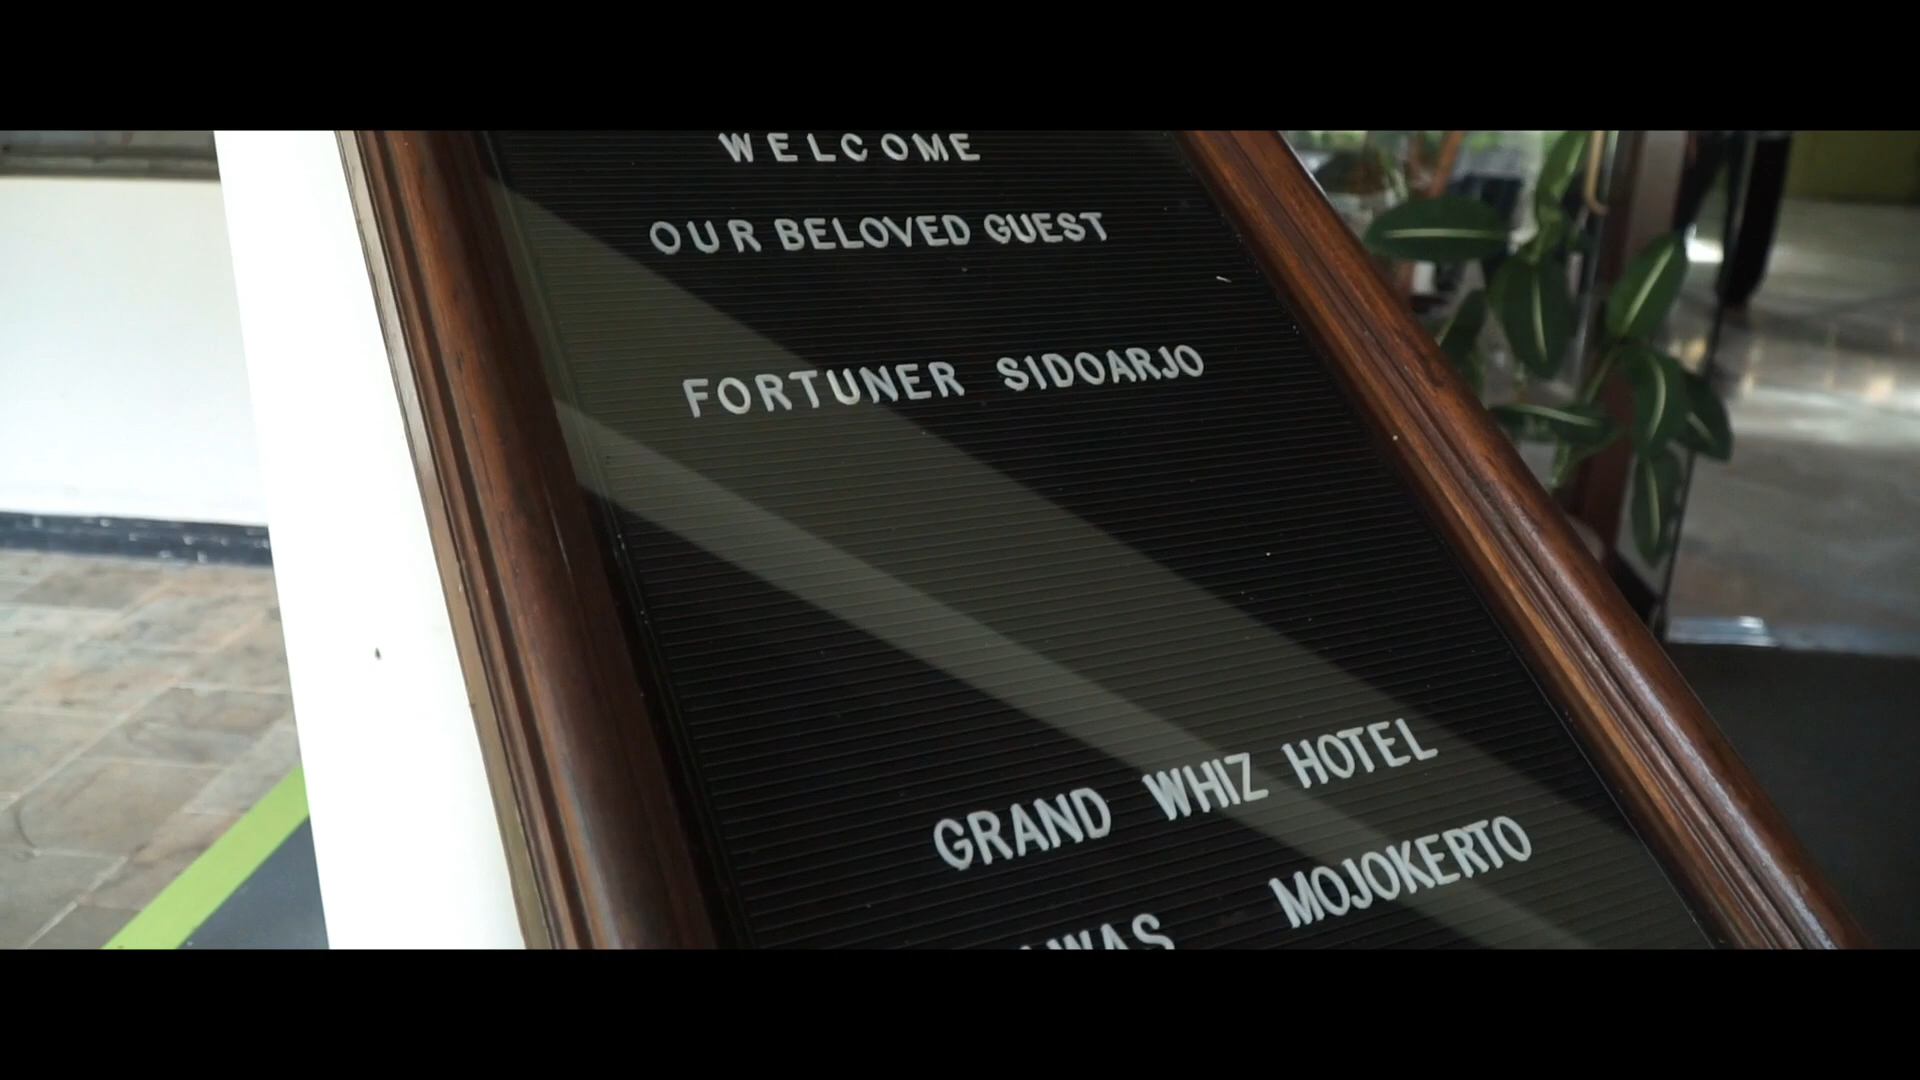 WELCOME
OUR BELOVED GUEST
FORTUNER SIDOARJO
GRAND WHIZ HOTEL
MOJOKERTO